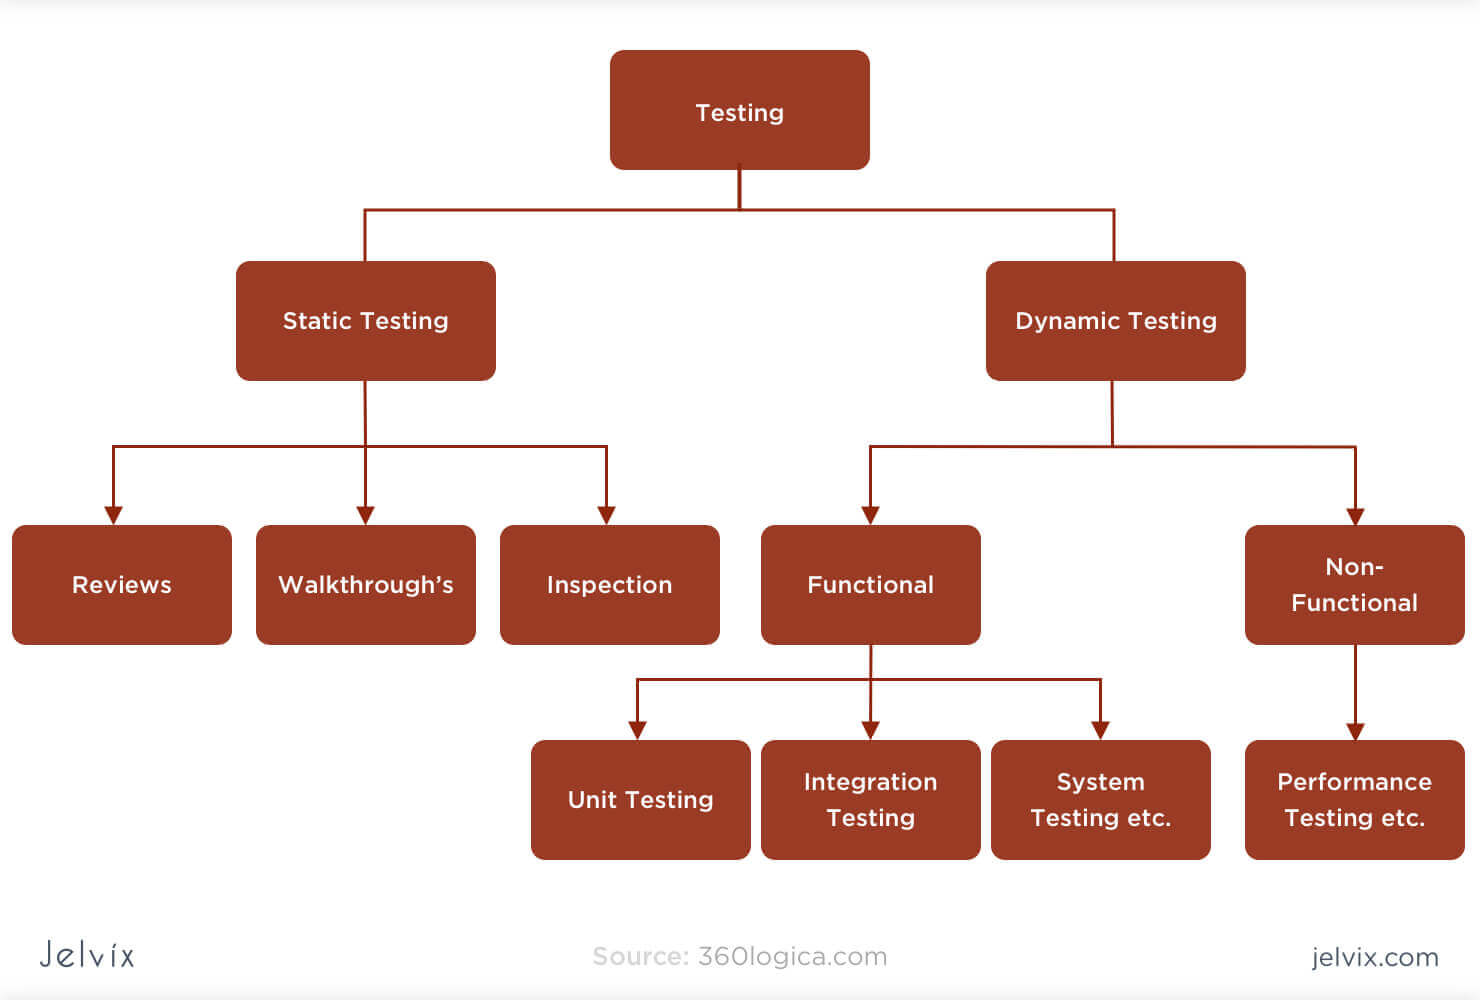 Testing
Static Testing
Dynamic Testing
Reviews
Walkthrough’s
Inspection
Functional
Non-
Functional
Unit Testing
Integration
Testing
System
Testing etc.
Performance
Testing etc.
Jelvix
Source: 360logica.com
jelvix.com